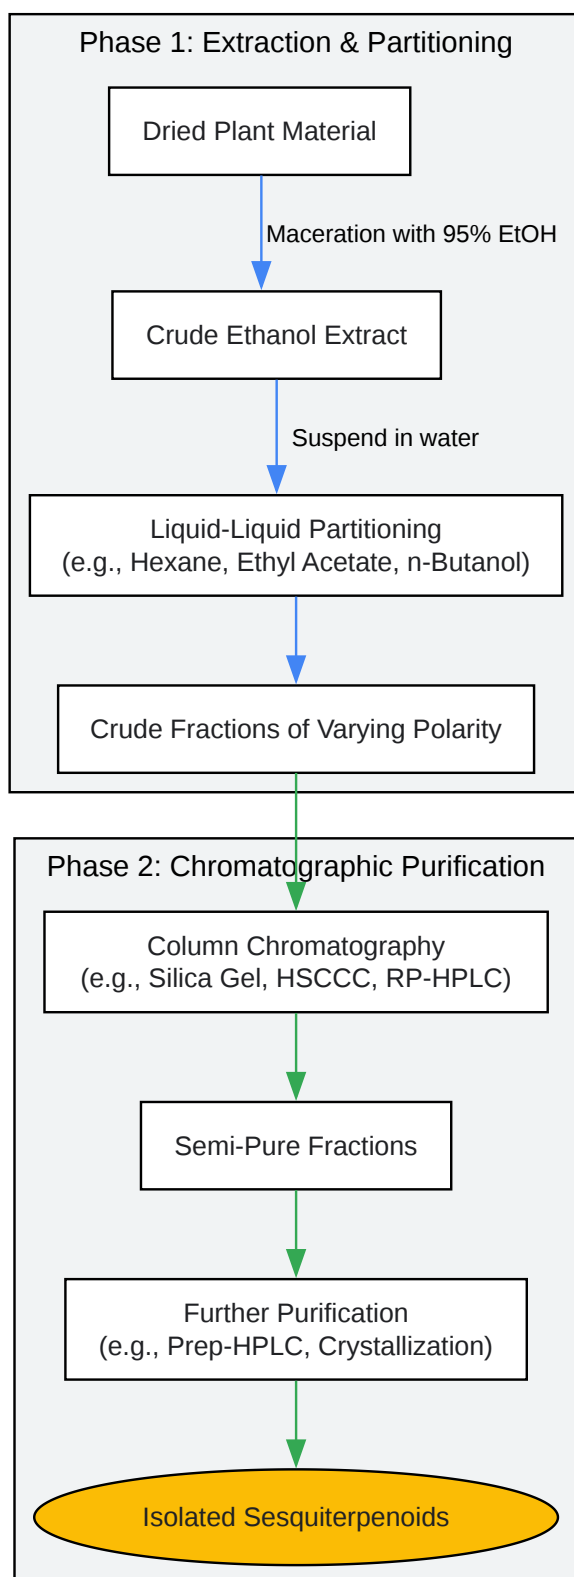 Phase 1: Extraction & Partitioning
Dried Plant Material
Maceration with 95% EtOH
Crude Ethanol Extract
Suspend in water
Liquid-Liquid Partitioning
(e.g., Hexane, Ethyl Acetate, n-Butanol)
Crude Fractions of Varying Polarity
Phase 2: Chromatographic Purification
Column Chromatography
(e.g., Silica Gel, HSCCC, RP-HPLC)
Semi-Pure Fractions
Further Purification
(e.g., Prep-HPLC, Crystallization)
Isolated Sesquiterpenoids